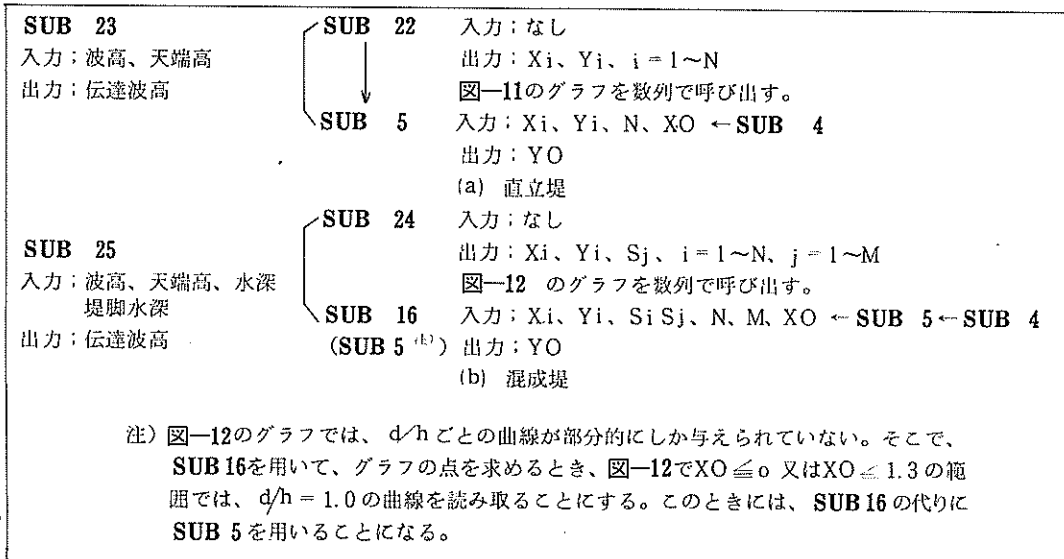 SUB 23
入力；波高、天端高
出力；伝達波高
SUB 22 入力；なし
出力；Xi、Yi、i = 1〜N
図—11のグラフを数列で呼び出す。
SUB 5 入力；Xi、Yi、N、XO ←SUB 4
出力；YO
(a) 直立堤
SUB 25
入力；波高、天端高、水深
堤脚水深
出力；伝達波高
SUB 24 入力；なし
出力；Xi、Yi、Sj、i = 1〜N、j = 1〜M
図—12 のグラフを数列で呼び出す。
SUB 16 入力；Xi、Yi、Si Sj、N、M、XO ←SUB 5←SUB 4
(SUB 5 注)) 出力；YO
(b) 混成堤
注）図—12のグラフでは、d/hごとの曲線が部分的にしか与えられていない。そこで、
SUB 16を用いて、グラフの点を求めるとき、図—12でXO≦o 又はXO≦1.3の範
囲では、d/h = 1.0の曲線を読み取ることにする。このときには、SUB 16の代りに
SUB 5を用いることになる。